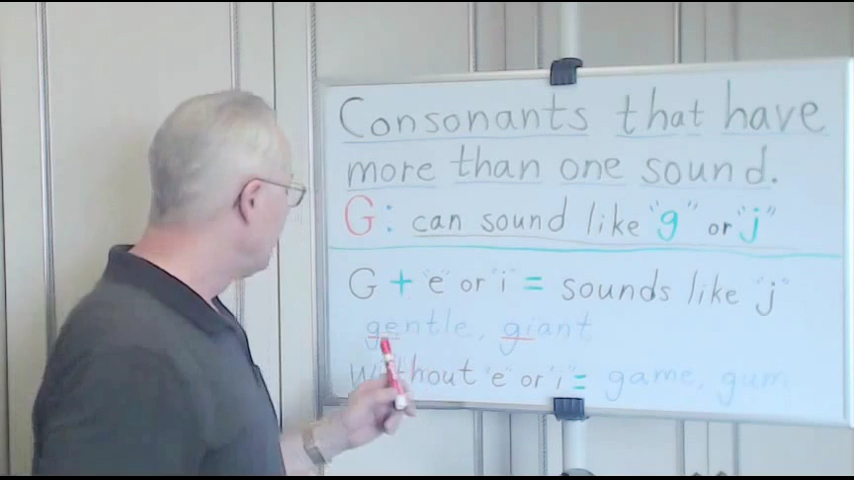 Consonants that have
more than one sound.
G: can sound like "g" or "j"
G + "e" or "i" = sounds like "j"
gentle, giant
without "e" or "i" = game, gum